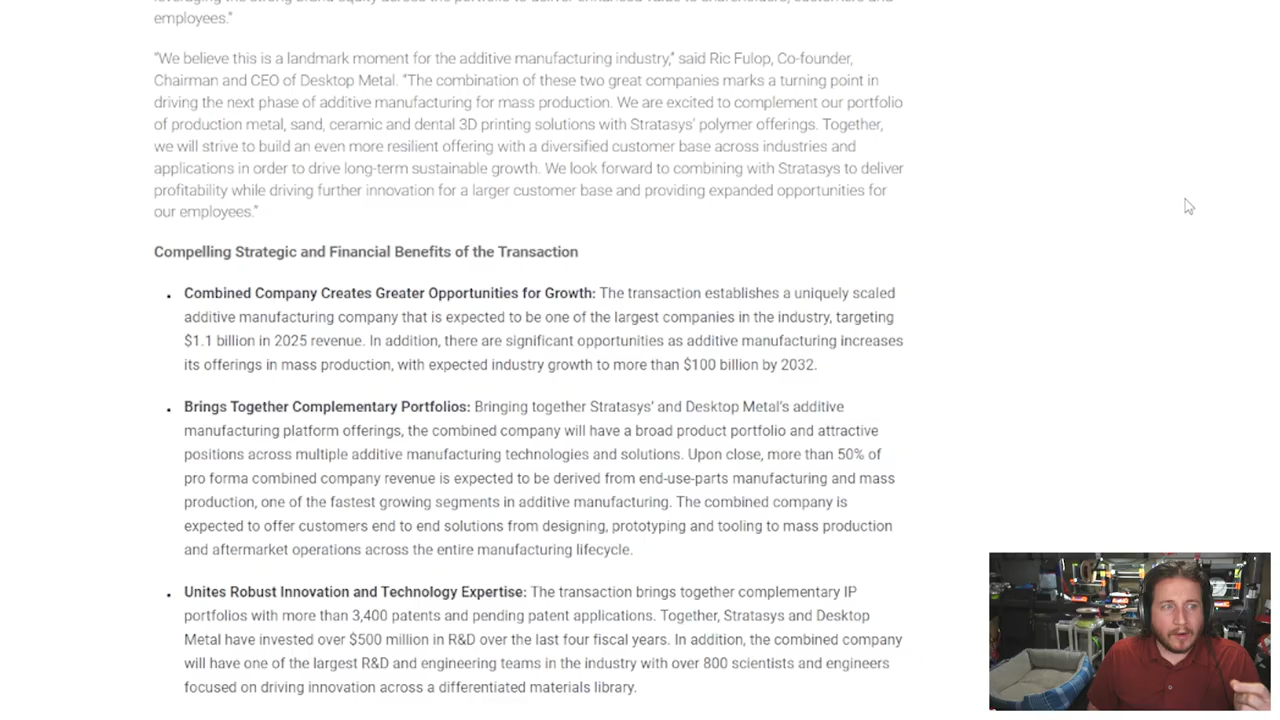 employees.”
“We believe this is a landmark moment for the additive manufacturing industry,” said Ric Fulop, Co-founder,
Chairman and CEO of Desktop Metal. “The combination of these two great companies marks a turning point in
driving the next phase of additive manufacturing for mass production. We are excited to complement our portfolio
of production metal, sand, ceramic and dental 3D printing solutions with Stratasys’ polymer offerings. Together,
we will strive to build an even more resilient offering with a diversified customer base across industries and
applications in order to drive long-term sustainable growth. We look forward to combining with Stratasys to deliver
profitability while driving further innovation for a larger customer base and providing expanded opportunities for
our employees.”
Compelling Strategic and Financial Benefits of the Transaction
• Combined Company Creates Greater Opportunities for Growth: The transaction establishes a uniquely scaled
additive manufacturing company that is expected to be one of the largest companies in the industry, targeting
$1.1 billion in 2025 revenue. In addition, there are significant opportunities as additive manufacturing increases
its offerings in mass production, with expected industry growth to more than $100 billion by 2032.
• Brings Together Complementary Portfolios: Bringing together Stratasys’ and Desktop Metal’s additive
manufacturing platform offerings, the combined company will have a broad product portfolio and attractive
positions across multiple additive manufacturing technologies and solutions. Upon close, more than 50% of
pro forma combined company revenue is expected to be derived from end-use-parts manufacturing and mass
production, one of the fastest growing segments in additive manufacturing. The combined company is
expected to offer customers end to end solutions from designing, prototyping and tooling to mass production
and aftermarket operations across the entire manufacturing lifecycle.
• Unites Robust Innovation and Technology Expertise: The transaction brings together complementary IP
portfolios with more than 3,400 patents and pending patent applications. Together, Stratasys and Desktop
Metal have invested over $500 million in R&D over the last four fiscal years. In addition, the combined company
will have one of the largest R&D and engineering teams in the industry with over 800 scientists and engineers
focused on driving innovation across a differentiated materials library.